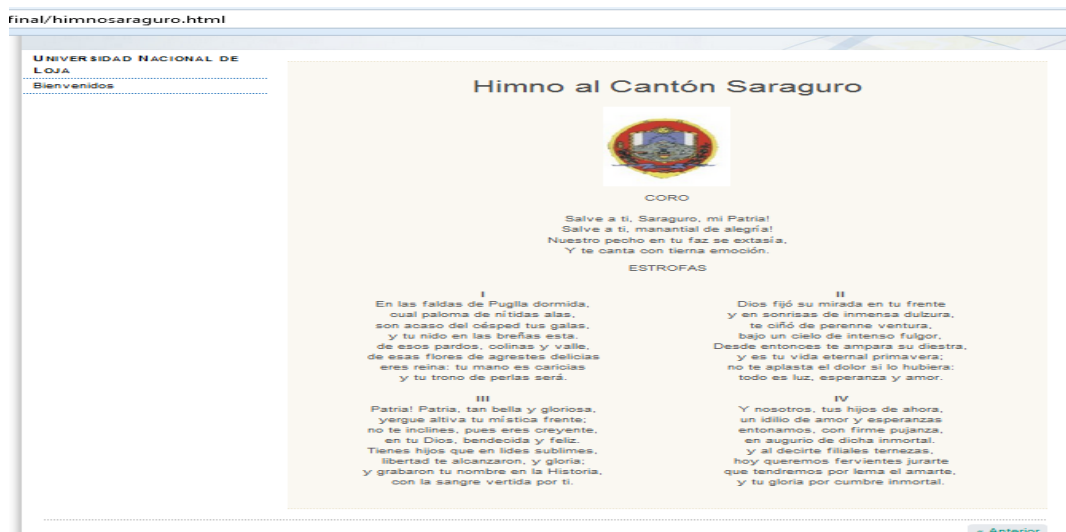 final/himnosaraguro.html
UNIVERSIDAD NACIONAL DE
LOJA
Bienvenidos
Himno al Cantón Saraguro
CORO
Salve a ti, Saraguro, mi Patria!
Salve a ti, manantial de alegría!
Nuestro pecho en tu faz se extasía,
Y te canta con tierna emoción.
ESTROFAS
I
En las faldas de Puglla dormida,
cual paloma de nítidas alas,
son acaso del césped tus galas,
y tu nido en las breñas esta.
de esos pardos, colinas y valle,
de esas flores de agrestes delicias
eres reina: tu mano es caricias
y tu trono de perlas será.
II
Dios fijó su mirada en tu frente
y en sonrisas de inmensa dulzura,
te ciñó de perenne ventura,
bajo un cielo de intenso fulgor,
Desde entonces te ampara su diestra,
y es tu vida eternal primavera;
no te aplasta el dolor si lo hubiera:
todo es luz, esperanza y amor.
III
Patria! Patria, tan bella y gloriosa,
yergue altiva tu mística frente;
no te inclines, pues eres creyente,
en tu Dios, bendecida y feliz.
Tienes hijos que en lides sublimes,
libertad te alcanzaron, y gloria;
y grabaron tu nombre en la Historia,
con la sangre vertida por ti.
IV
Y nosotros, tus hijos de ahora,
un idilio de amor y esperanzas
entonamos, con firme pujanza,
en augurio de dicha inmortal.
y al decirte filiales ternezas,
hoy queremos fervientes jurarte
que tendremos por lema el amarte,
y tu gloria por cumbre inmortal.
« Anterior